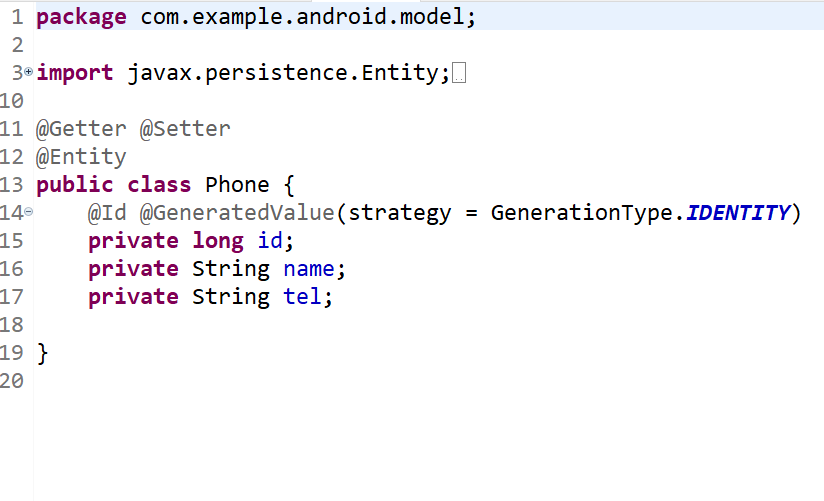 1 package com.example.android.model;
2
3 import javax.persistence.Entity;
10
11 @Getter @Setter
12 @Entity
13 public class Phone {
14     @Id @GeneratedValue(strategy = GenerationType.IDENTITY)
15     private long id;
16     private String name;
17     private String tel;
18
19 }
20